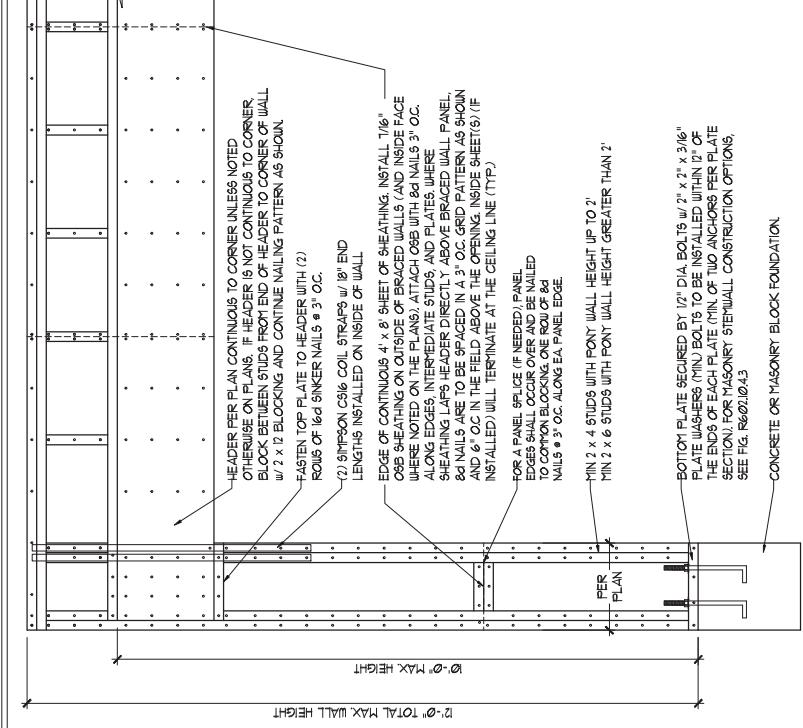 HEADER PER PLAN CONTINUOUS TO CORNER UNLESS NOTED
OTHERWISE ON PLANS. IF HEADER IS NOT CONTINUOUS TO CORNER,
BLOCK BETWEEN STUDS FROM END OF HEADER TO CORNER OF WALL
w/ 2 x 12 BLOCKING AND CONTINUE NAILING PATTERN AS SHOWN.
FASTEN TOP PLATE TO HEADER WITH (2)
ROWS OF 16d SINKER NAILS @ 3" O.C.
(2) SIMPSON CS16 COIL STRAPS w/ 18" END
LENGTHS INSTALLED ON INSIDE OF WALL
EDGE OF CONTINUOUS 4' x 8' SHEET OF SHEATHING. INSTALL 7/16"
OSB SHEATHING ON OUTSIDE OF BRACED WALLS (AND INSIDE FACE
WHERE NOTED ON THE PLANS). ATTACH OSB WITH 8d NAILS 3" O.C.
ALONG EDGES, INTERMEDIATE STUDS, AND PLATES. WHERE
SHEATHING LAPS HEADER DIRECTLY ABOVE BRACED WALL PANEL,
8d NAILS ARE TO BE SPACED IN A 3" O.C. GRID PATTERN AS SHOWN
AND 6" OC IN THE FIELD ABOVE THE OPENING. INSIDE SHEET(S) (IF
INSTALLED) WILL TERMINATE AT THE CEILING LINE (TYP.)
FOR A PANEL SPLICE (IF NEEDED), PANEL
EDGES SHALL OCCUR OVER AND BE NAILED
TO COMMON BLOCKING. ONE ROW OF 8d
NAILS @ 3" O.C. ALONG EA. PANEL EDGE.
MIN 2 x 4 STUDS WITH PONY WALL HEIGHT UP TO 2'
MIN 2 x 6 STUDS WITH PONY WALL HEIGHT GREATER THAN 2'
PER
PLAN
BOTTOM PLATE SECURED BY 1/2" DIA. BOLTS w/ 2" x 2" x 3/16"
PLATE WASHERS (MIN.) BOLTS TO BE INSTALLED WITHIN 12" OF
THE ENDS OF EACH PLATE (MIN. OF TWO ANCHORS PER PLATE
SECTION). FOR MASONRY STEMWALL CONSTRUCTION OPTIONS,
SEE FIG. R602.10.4.3
CONCRETE OR MASONRY BLOCK FOUNDATION.
10'-0" MAX. HEIGHT
12'-0" TOTAL MAX. WALL HEIGHT